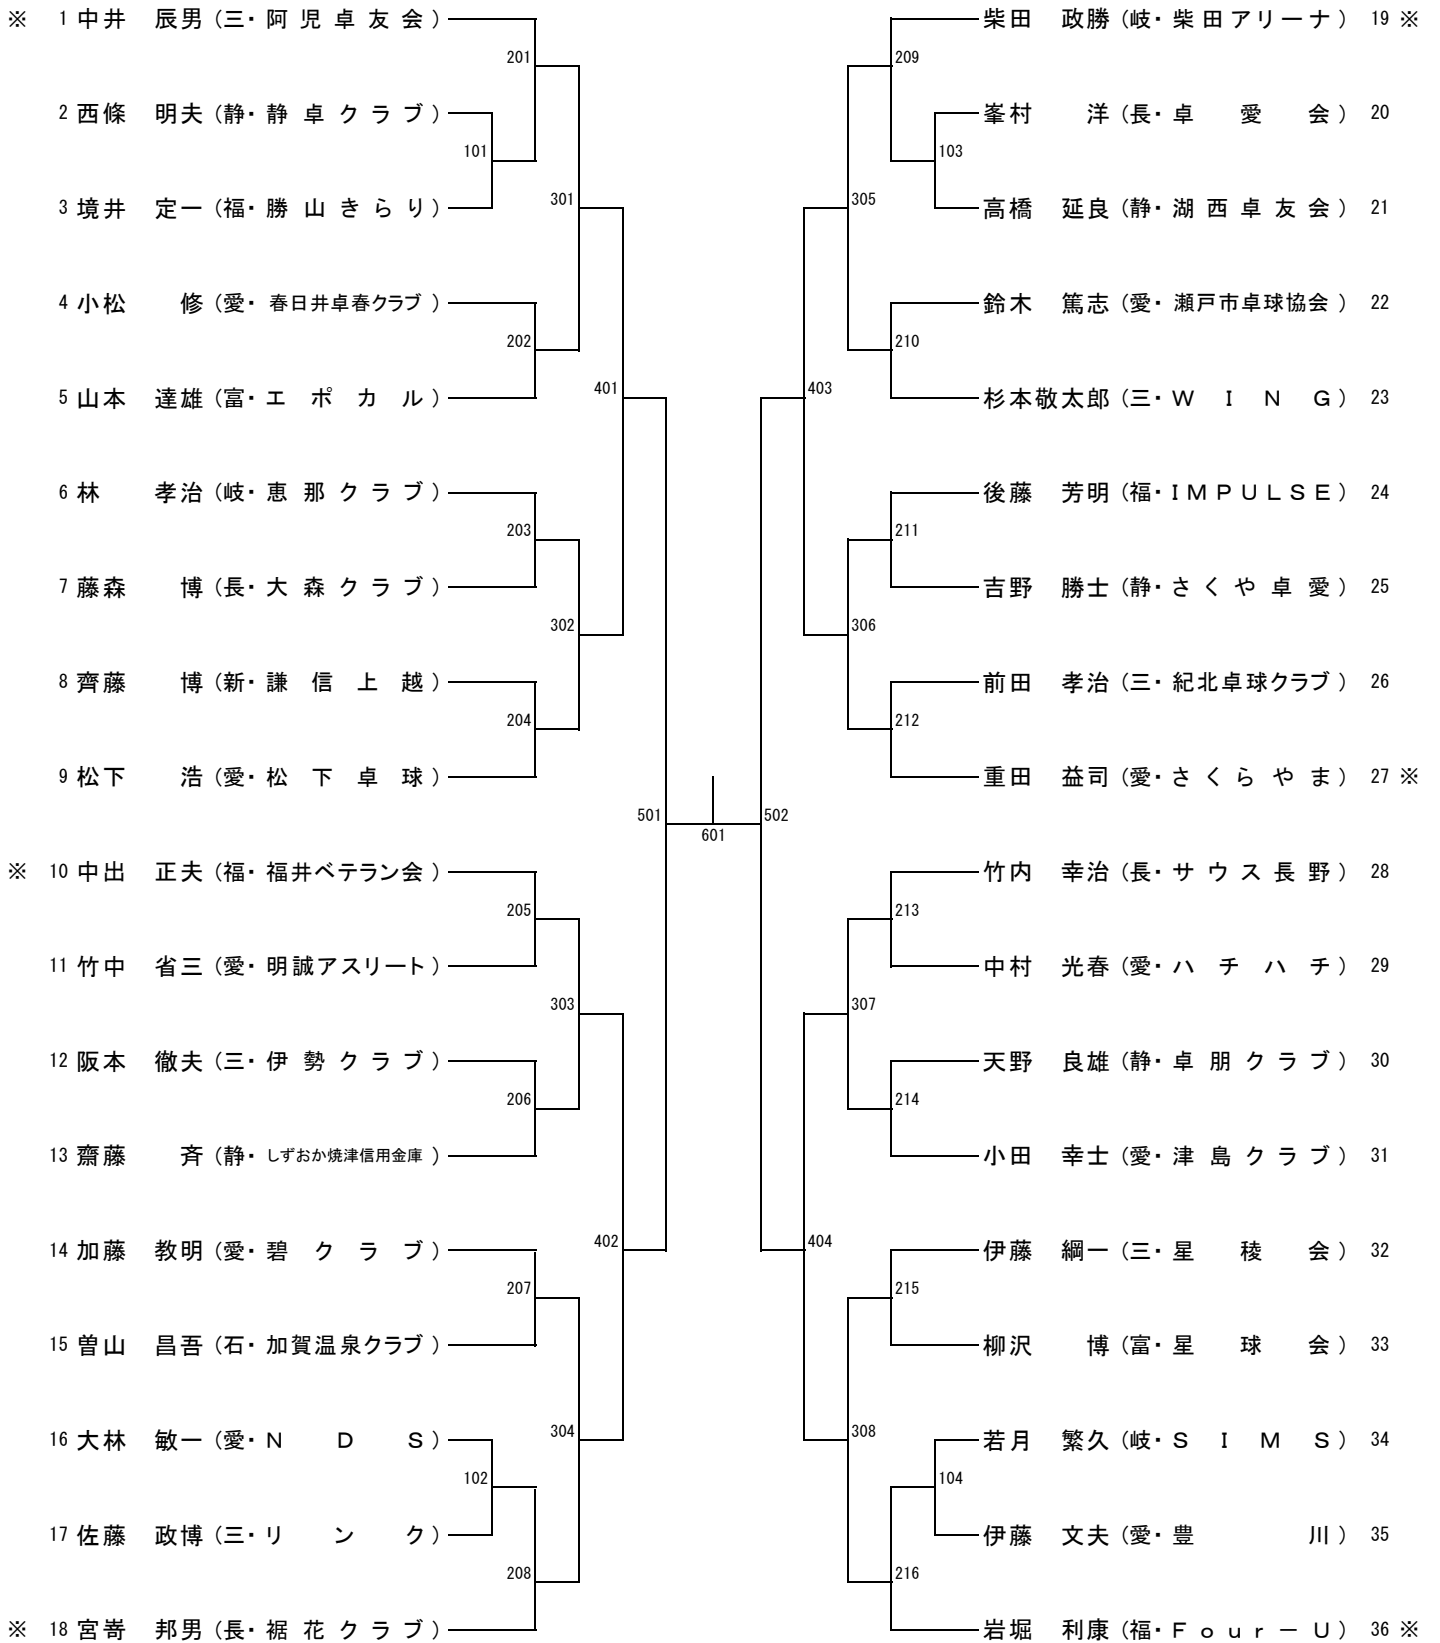 ※ 1 中井 辰男 (三・阿児卓友会)
201
2 西條 明夫 (静・静卓クラブ)
101
3 境井 定一 (福・勝山きらり)
301
4 小松 修 (愛・春日井卓春クラブ)
202
5 山本 達雄 (富・エポカル)
401
6 林 孝治 (岐・恵那クラブ)
203
7 藤森 博 (長・大森クラブ)
302
8 齊藤 博 (新・謙信上越)
204
9 松下 浩 (愛・松下卓球)
501
601
※ 10 中出 正夫 (福・福井ベテラン会)
205
11 竹中 省三 (愛・明誠アスリート)
303
12 阪本 徹夫 (三・伊勢クラブ)
206
13 齋藤 斉 (静・しずおか焼津信用金庫)
14 加藤 教明 (愛・碧クラブ)
402
207
15 曽山 昌吾 (石・加賀温泉クラブ)
304
16 大林 敏一 (愛・NDS)
102
17 佐藤 政博 (三・リンク)
208
※ 18 宮嵜 邦男 (長・裾花クラブ)
柴田 政勝 (岐・柴田アリーナ) 19 ※
209
峯村 洋 (長・卓愛会) 20
103
高橋 延良 (静・湖西卓友会) 21
305
鈴木 篤志 (愛・瀬戸市卓球協会) 22
210
杉本敬太郎 (三・WING) 23
403
後藤 芳明 (福・IMPULSE) 24
211
吉野 勝士 (静・さくや卓愛) 25
306
前田 孝治 (三・紀北卓球クラブ) 26
212
重田 益司 (愛・さくらやま) 27 ※
502
竹内 幸治 (長・サウス長野) 28
213
中村 光春 (愛・ハチハチ) 29
307
天野 良雄 (静・卓朋クラブ) 30
214
小田 幸士 (愛・津島クラブ) 31
伊藤 綱一 (三・星稜会) 32
404
215
柳沢 博 (富・星球会) 33
308
若月 繁久 (岐・SIMS) 34
104
伊藤 文夫 (愛・豊川) 35
216
岩堀 利康 (福・Four－U) 36 ※